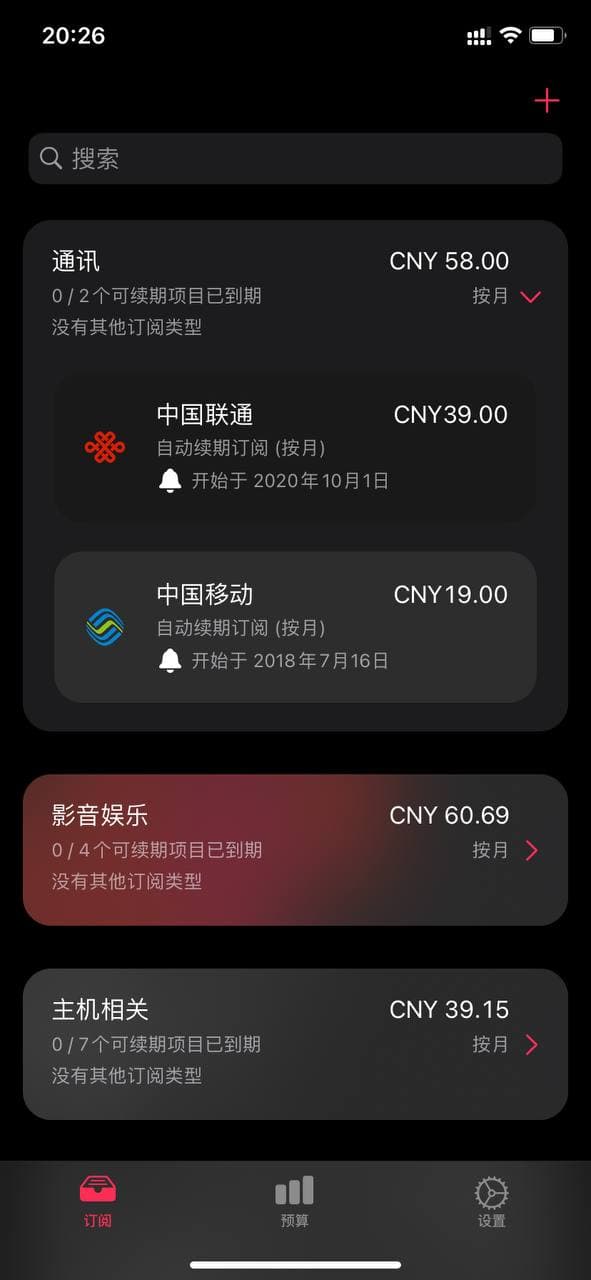 20:26
搜索
通讯 CNY 58.00
0 / 2个可续期项目已到期 按月
没有其他订阅类型
中国联通 CNY39.00
自动续期订阅 (按月)
开始于 2020年10月1日
中国移动 CNY19.00
自动续期订阅 (按月)
开始于 2018年7月16日
影音娱乐 CNY 60.69
0 / 4个可续期项目已到期 按月
没有其他订阅类型
主机相关 CNY 39.15
0 / 7个可续期项目已到期 按月
没有其他订阅类型
订阅 预算 设置